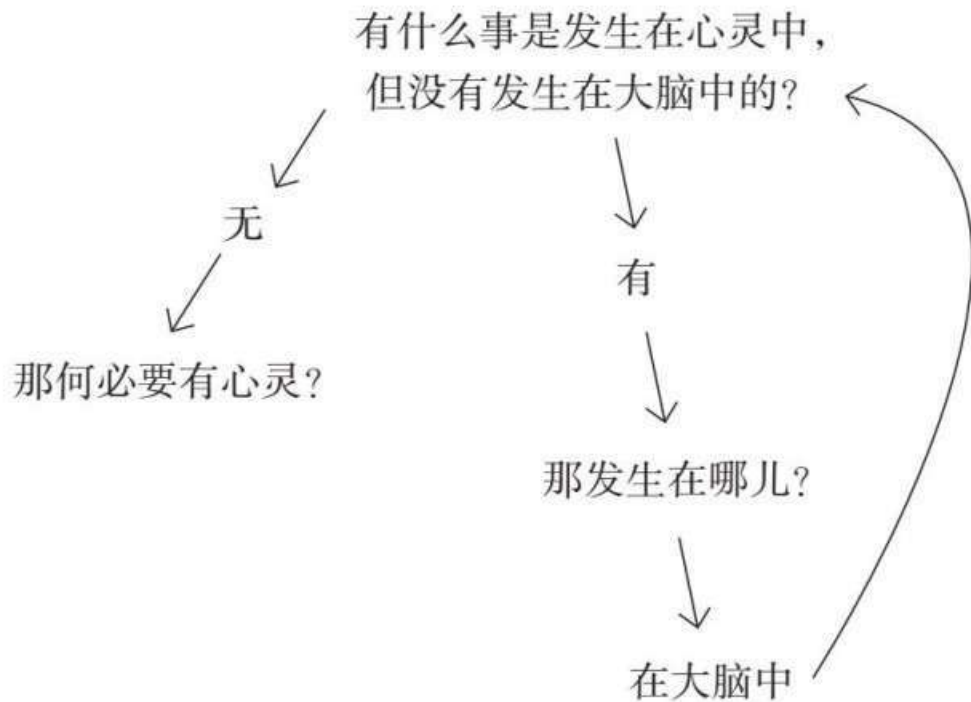 有什么事是发生在心灵中，
但没有发生在大脑中的？
无
有
那何必要有心灵？
那发生在哪儿？
在大脑中